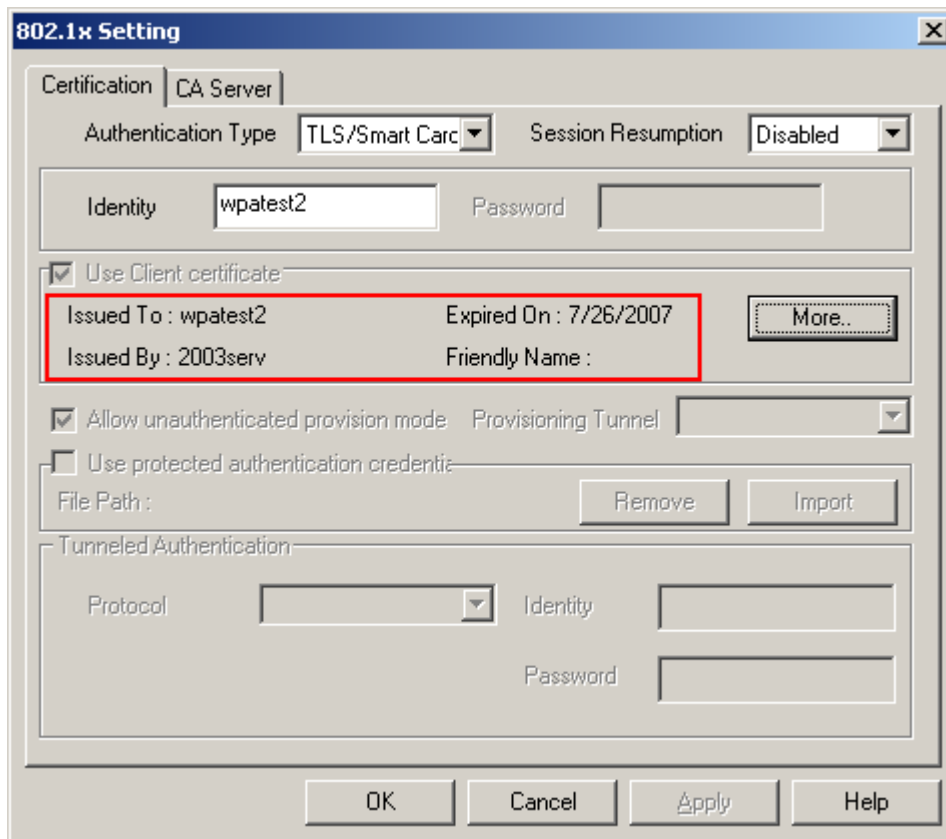 802.1x Setting
Certification CA Server
Authentication Type TLS/Smart Carc Session Resumption Disabled
Identity wpatest2 Password
Use Client certificate
Issued To : wpatest2 Expired On : 7/26/2007 More..
Issued By : 2003serv Friendly Name :
Allow unauthenticated provision mode Provisioning Tunnel
Use protected authentication credentia
File Path : Remove Import
Tunneled Authentication
Protocol Identity
Password
OK Cancel Apply Help